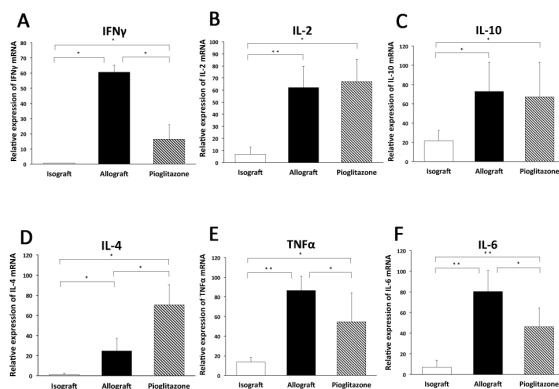 A
IFNγ
Relative expression of IFNγ mRNA
70
60
50
40
30
20
10
0
*
*
*
Isograft Allograft Pioglitazone
B
IL-2
Relative expression of IL-2 mRNA
100
90
80
70
60
50
40
30
20
10
0
*
**
Isograft Allograft Pioglitazone
C
IL-10
Relative expression of IL-10 mRNA
120
100
80
60
40
20
0
*
*
Isograft Allograft Pioglitazone
D
IL-4
Relative expression of IL-4 mRNA
120
100
80
60
40
20
0
*
*
*
Isograft Allograft Pioglitazone
E
TNFα
Relative expression of TNFα mRNA
120
100
80
60
40
20
0
*
**
*
Isograft Allograft Pioglitazone
F
IL-6
Relative expression of IL-6 mRNA
120
100
80
60
40
20
0
**
**
*
Isograft Allograft Pioglitazone